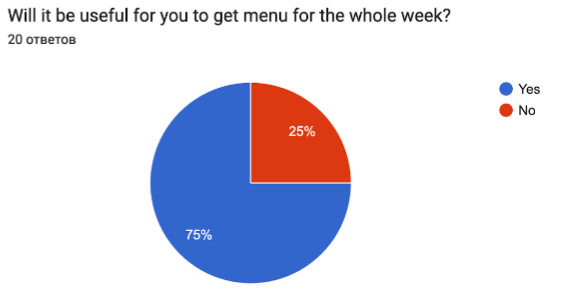 Will it be useful for you to get menu for the whole week?
20 ответов
Yes
No
25%
75%